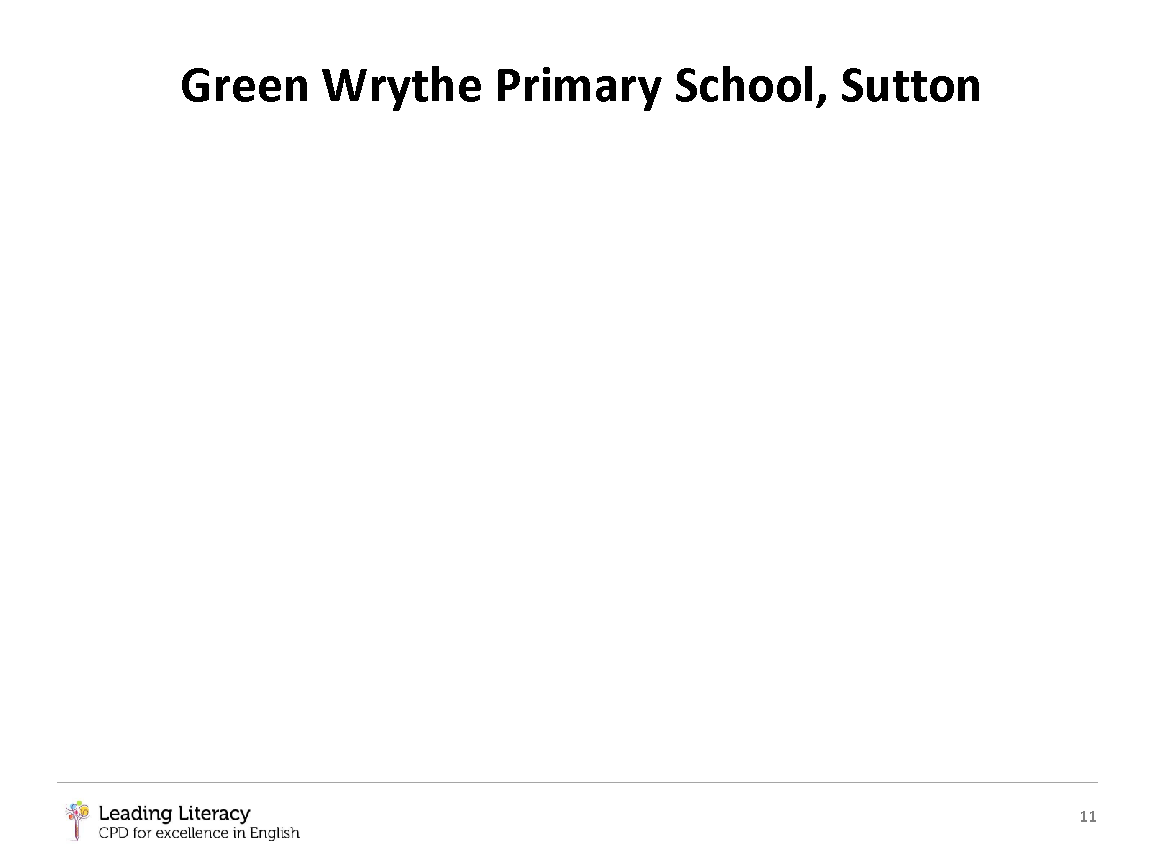 Green Wrythe Primary School, Sutton
Leading Literacy
CPD for excellence in English
11